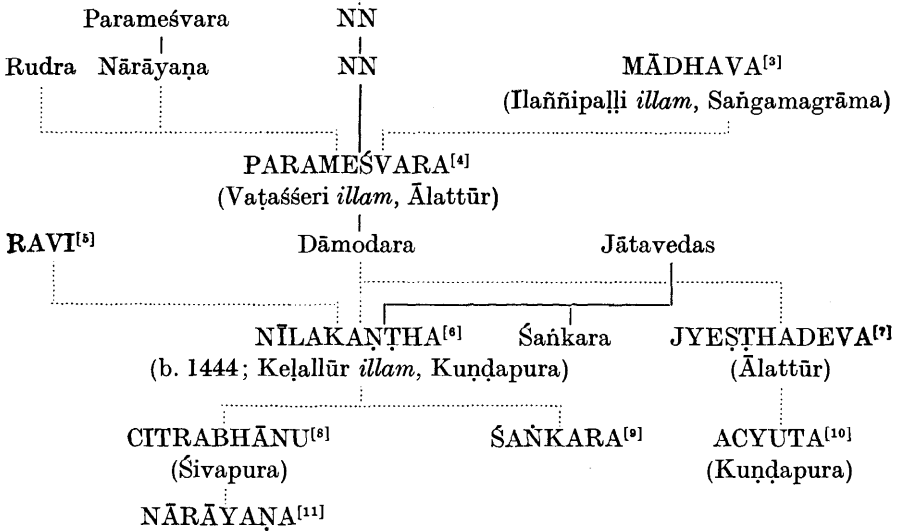 Parameśvara NN
Rudra Nārāyaṇa NN MĀDHAVA[3]
(Ilaññipaḷḷi illam, Saṅgamagrāma)
PARAMEŚVARA[4]
(Vaṭaśśeri illam, Ālattūr)
RAVI[5] Dāmodara Jātavedas
NĪLAKAṆṬHA[6] Śaṅkara JYEṢṬHADEVA[7]
(b. 1444; Keḷallūr illam, Kuṇḍapura) (Ālattūr)
CITRABHĀNU[8] ŚAṄKARA[9] ACYUTA[10]
(Śivapura) (Kuṇḍapura)
NĀRĀYAṆA[11]